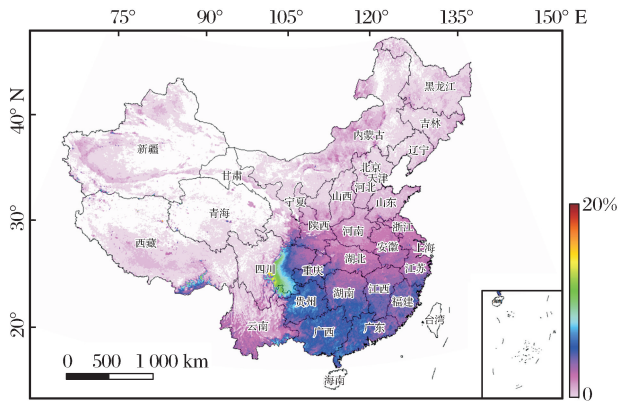 75° 90° 105° 120° 135° 150° E
40° N
30°
20°
黑龙江
吉林
内蒙古
辽宁
新疆
北京
天津
甘肃
河北
宁夏
山西
山东
青海
陕西
河南
浙江
西藏
安徽
上海
湖北
四川
重庆
江苏
江西
湖南
贵州
福建
云南
台湾
广西
广东
海南
0 500 1 000 km
20%
0